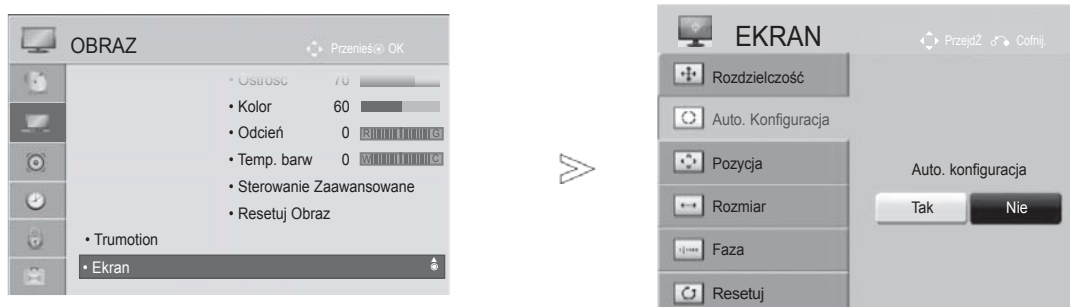 OBRAZ
Przenieś OK
• Ostrość 70
• Kolor 60
• Odcień 0 R G
• Temp. barw 0 W C
• Sterowanie Zaawansowane
• Resetuj Obraz
• Trumotion
• Ekran
EKRAN
PrzejdŹ Cofnij.
Rozdzielczość
Auto. Konfiguracja
Pozycja
Rozmiar
Faza
Resetuj
Auto. konfiguracja
Tak Nie